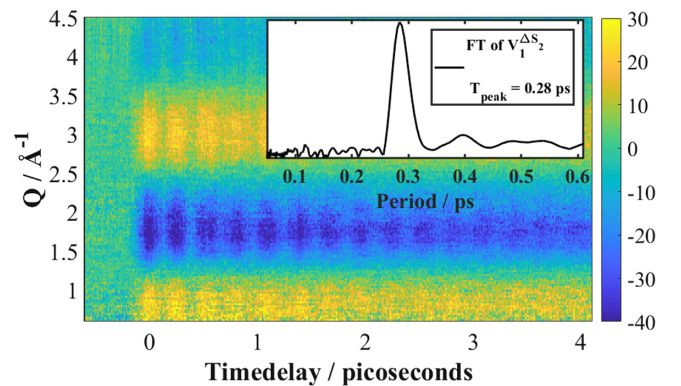 4.5
4
3.5
3
2.5
2
1.5
1
Q / Å⁻¹
0 1 2 3 4
Timedelay / picoseconds
FT of V₁^ΔS₂
T_peak = 0.28 ps
0.1 0.2 0.3 0.4 0.5 0.6
Period / ps
30
20
10
0
-10
-20
-30
-40